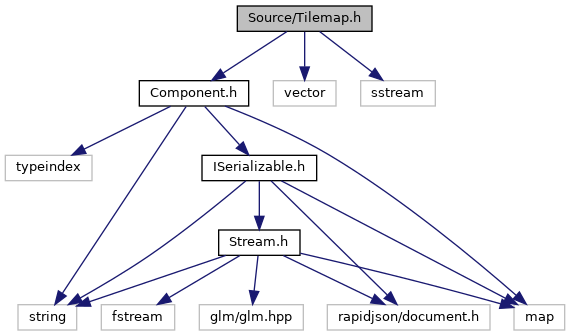 Source/Tilemap.h
Component.h
vector
sstream
typeindex
ISerializable.h
Stream.h
string
fstream
glm/glm.hpp
rapidjson/document.h
map